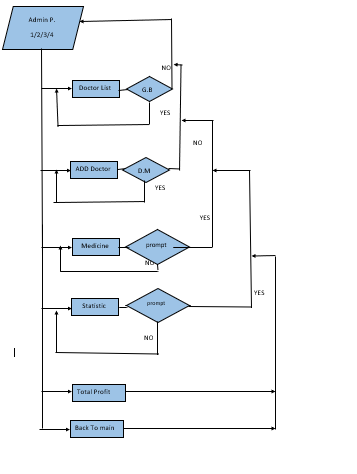 Admin P.
1/2/3/4
NO
Doctor List
G.B
YES
NO
ADD Doctor
D.M
YES
YES
Medicine
prompt
NO
YES
Statistic
prompt
NO
Total Profit
Back To main